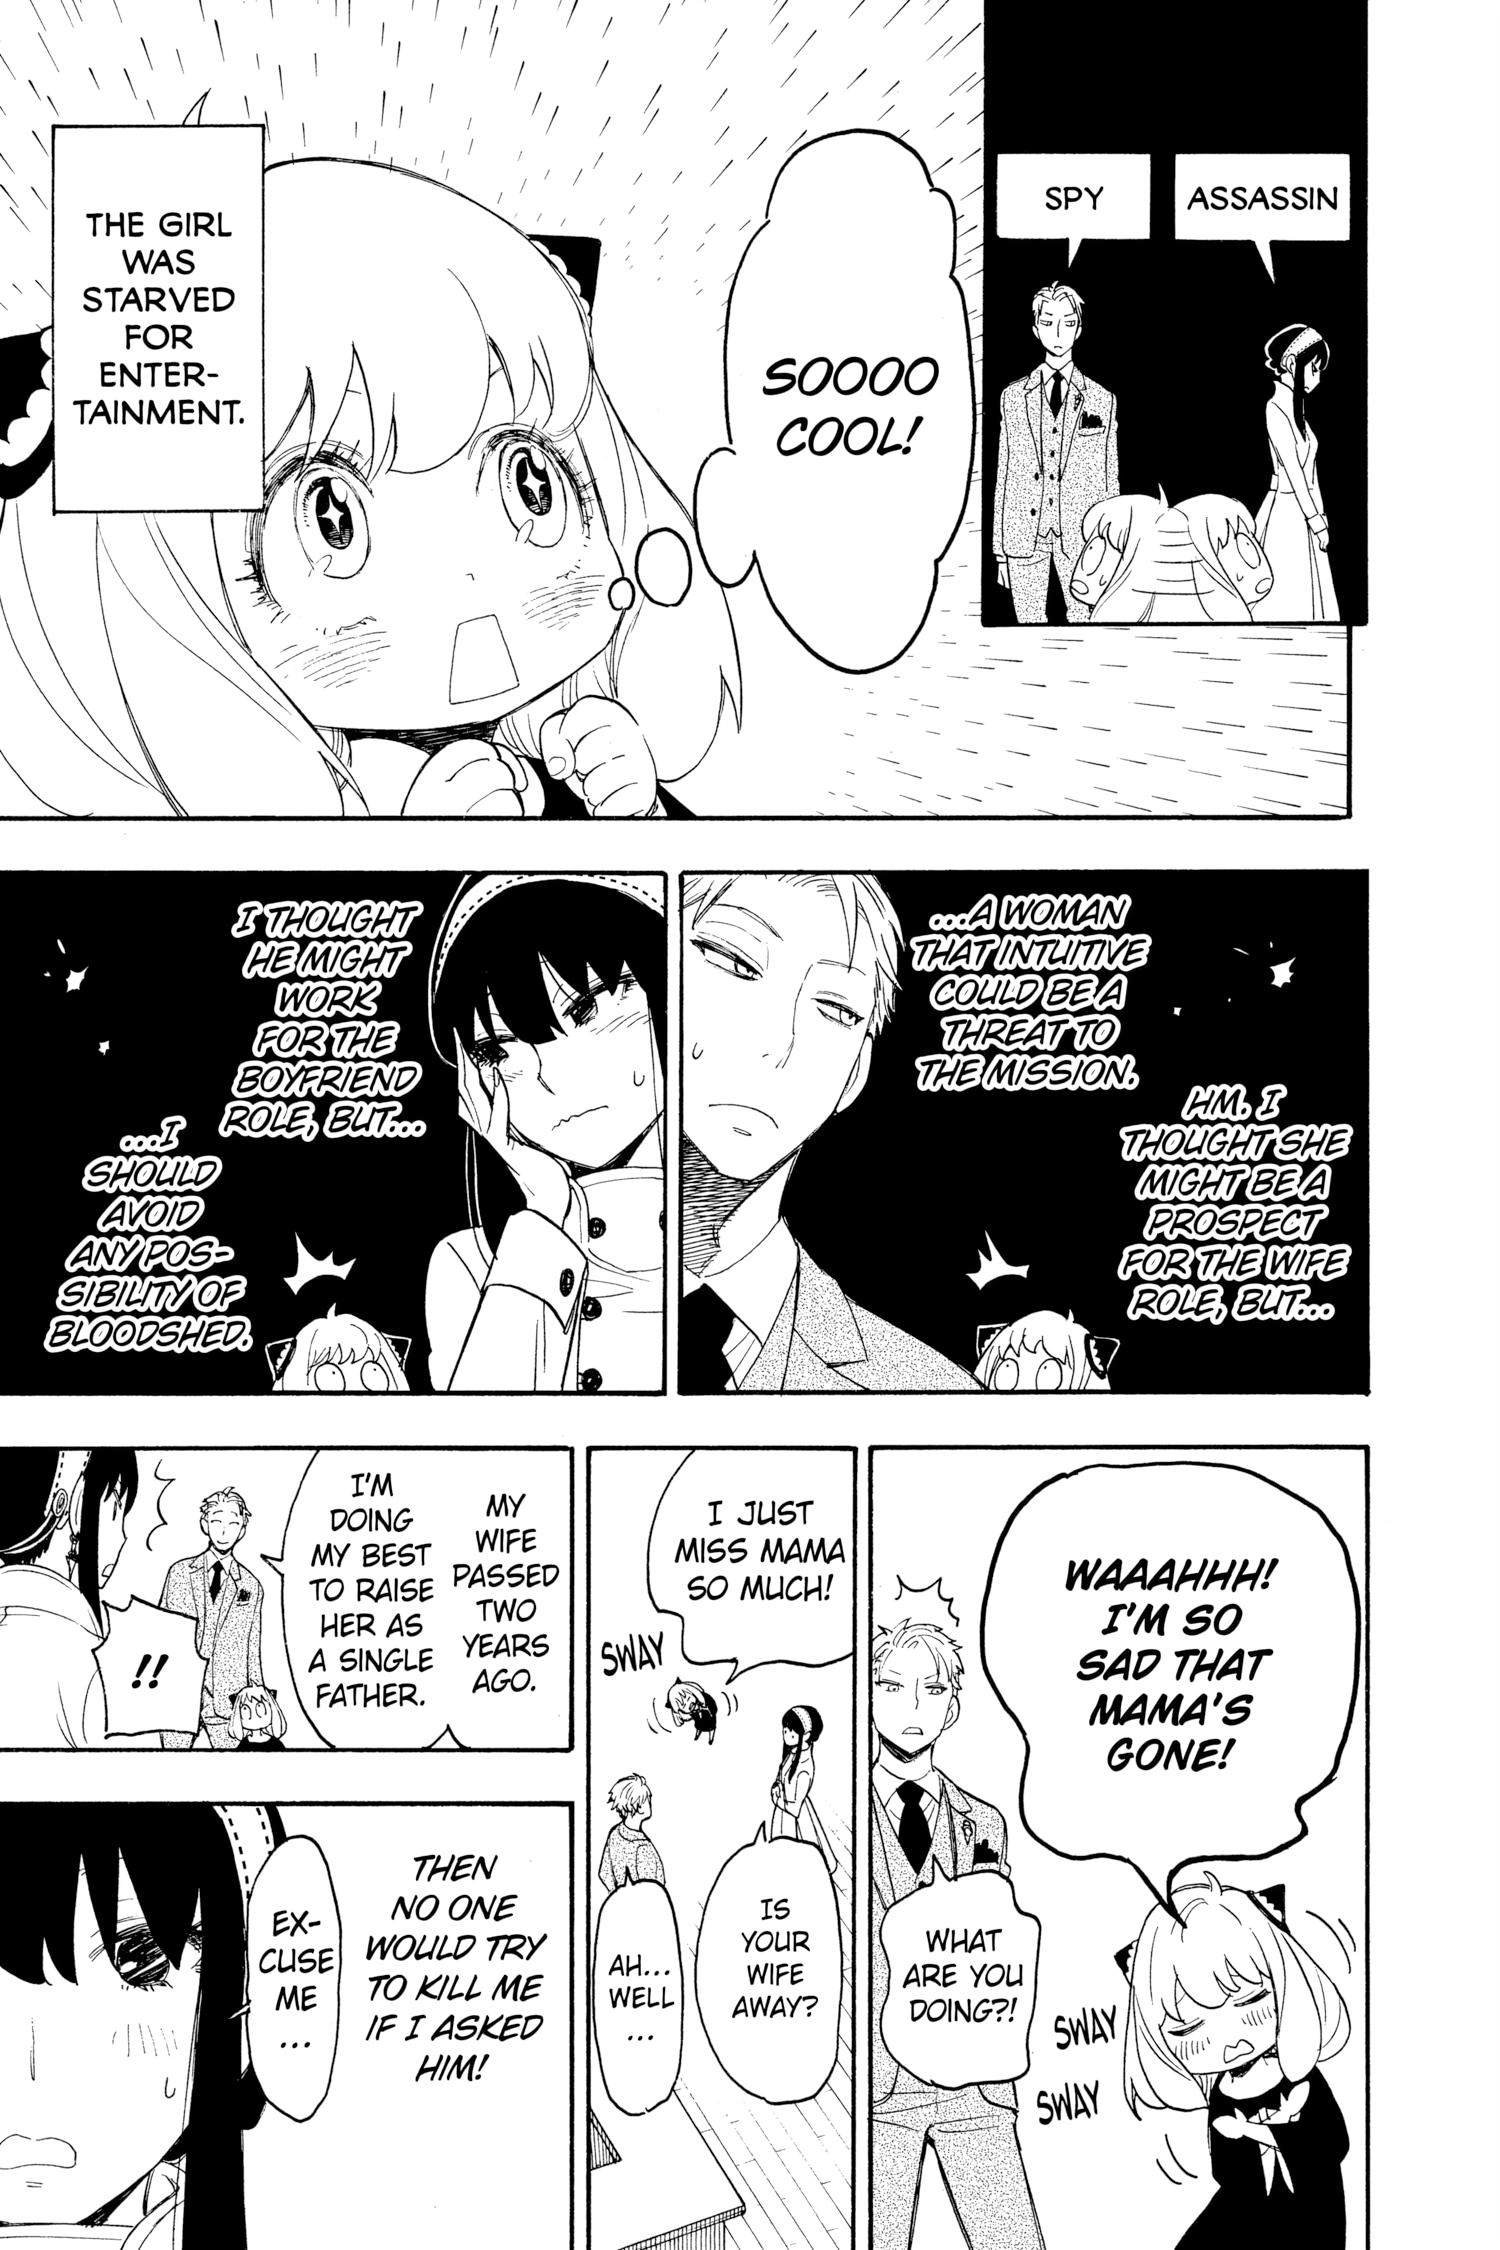 ASSASSIN
SPY
SOOOO
COOL!
THE GIRL
WAS
STARVED
FOR
ENTER-
TAINMENT.
HM. I
THOUGHT SHE
MIGHT BE A
PROSPECT
FOR THE WIFE
ROLE, BUT...
...A WOMAN
THAT INTUITIVE
COULD BE A
THREAT TO
THE MISSION.
I THOUGHT
HE MIGHT
WORK
FOR THE
BOYFRIEND
ROLE, BUT...
...I
SHOULD
AVOID
ANY POS-
SIBILITY OF
BLOODSHED.
WAAAHHH!
I'M SO
SAD THAT
MAMA'S
GONE!
SWAY
SWAY
WHAT
ARE YOU
DOING?!
I JUST
MISS MAMA
SO MUCH!
SWAY
IS
YOUR
WIFE
AWAY?
AH...
WELL
...
MY
WIFE
PASSED
TWO
YEARS
AGO.
I'M
DOING
MY BEST
TO RAISE
HER AS
A SINGLE
FATHER.
!!
THEN
NO ONE
WOULD TRY
TO KILL ME
IF I ASKED
HIM!
EX-
CUSE
ME
...